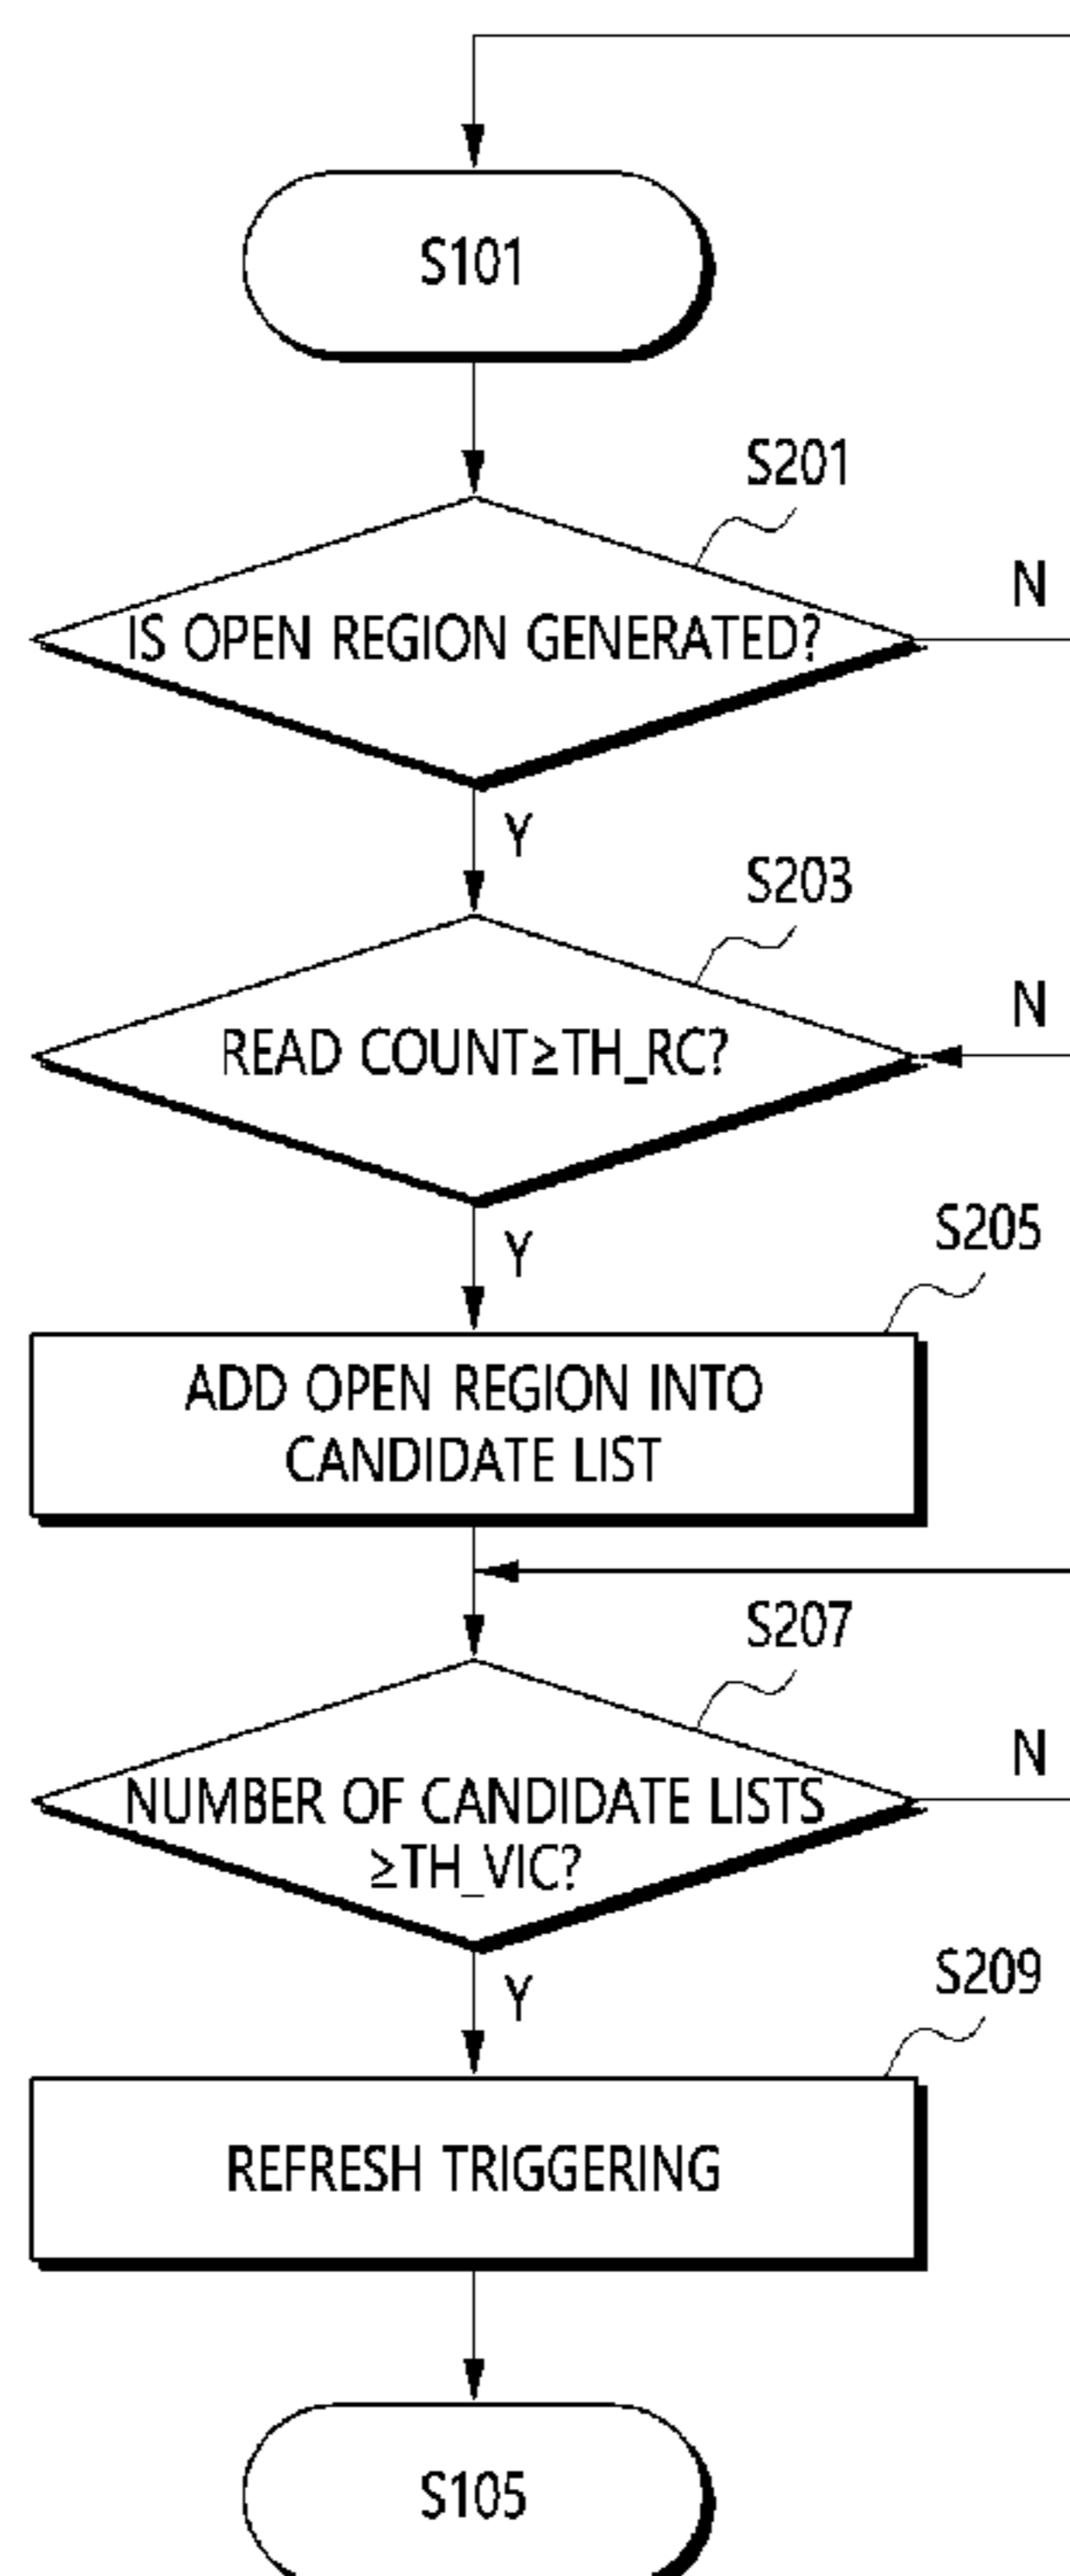 S101
S201
IS OPEN REGION GENERATED?
N
Y
S203
READ COUNT≥TH_RC?
N
Y
S205
ADD OPEN REGION INTO
CANDIDATE LIST
S207
NUMBER OF CANDIDATE LISTS
≥TH_VIC?
N
Y
S209
REFRESH TRIGGERING
S105